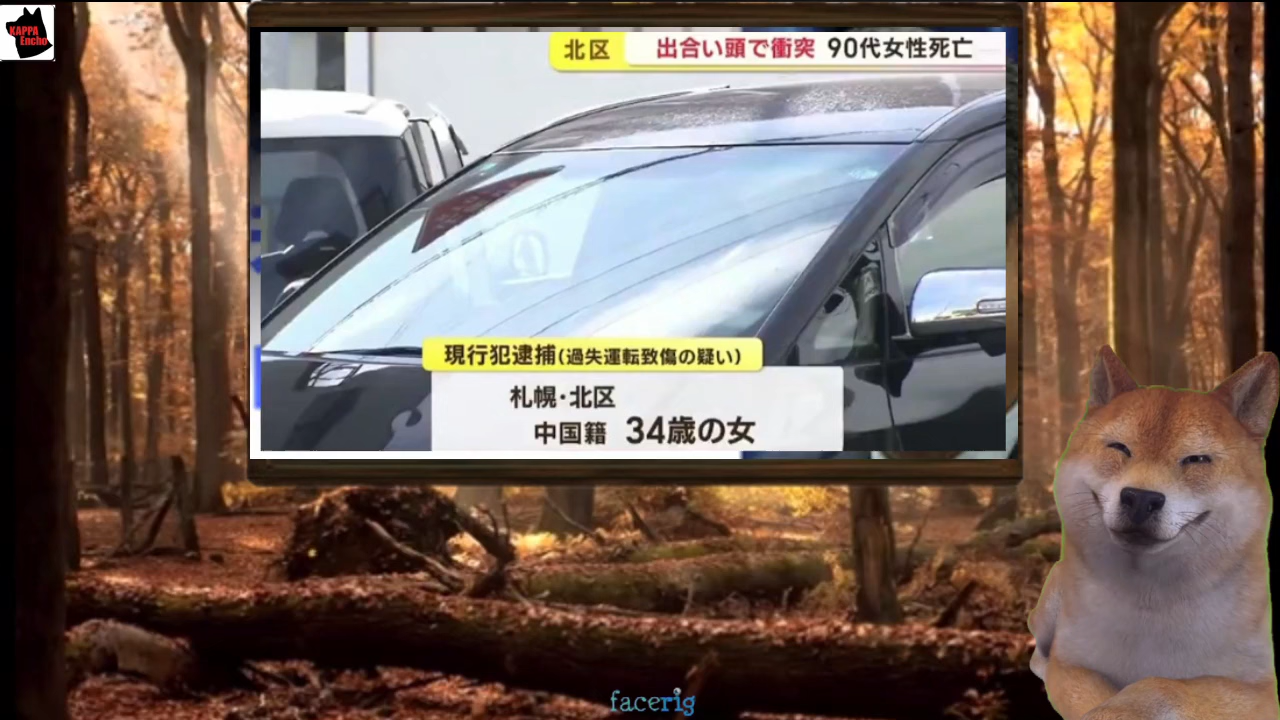 KAPPA
Encho
北区 出合い頭で衝突 90代女性死亡
現行犯逮捕(過失運転致傷の疑い)
札幌・北区
中国籍 34歳の女
facerig